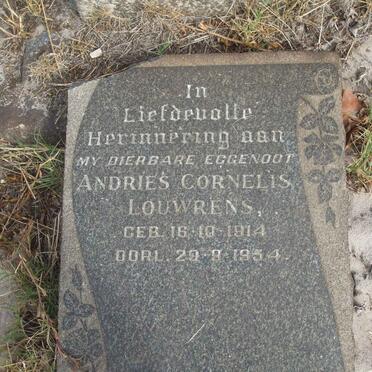 In
Liefdevolle
Herinnering aan
MY DIERBARE EGGENOOT
ANDRIES CORNELIS
LOUWRENS,
GEB. 16-10-1914
OORL. 29-9-1954.